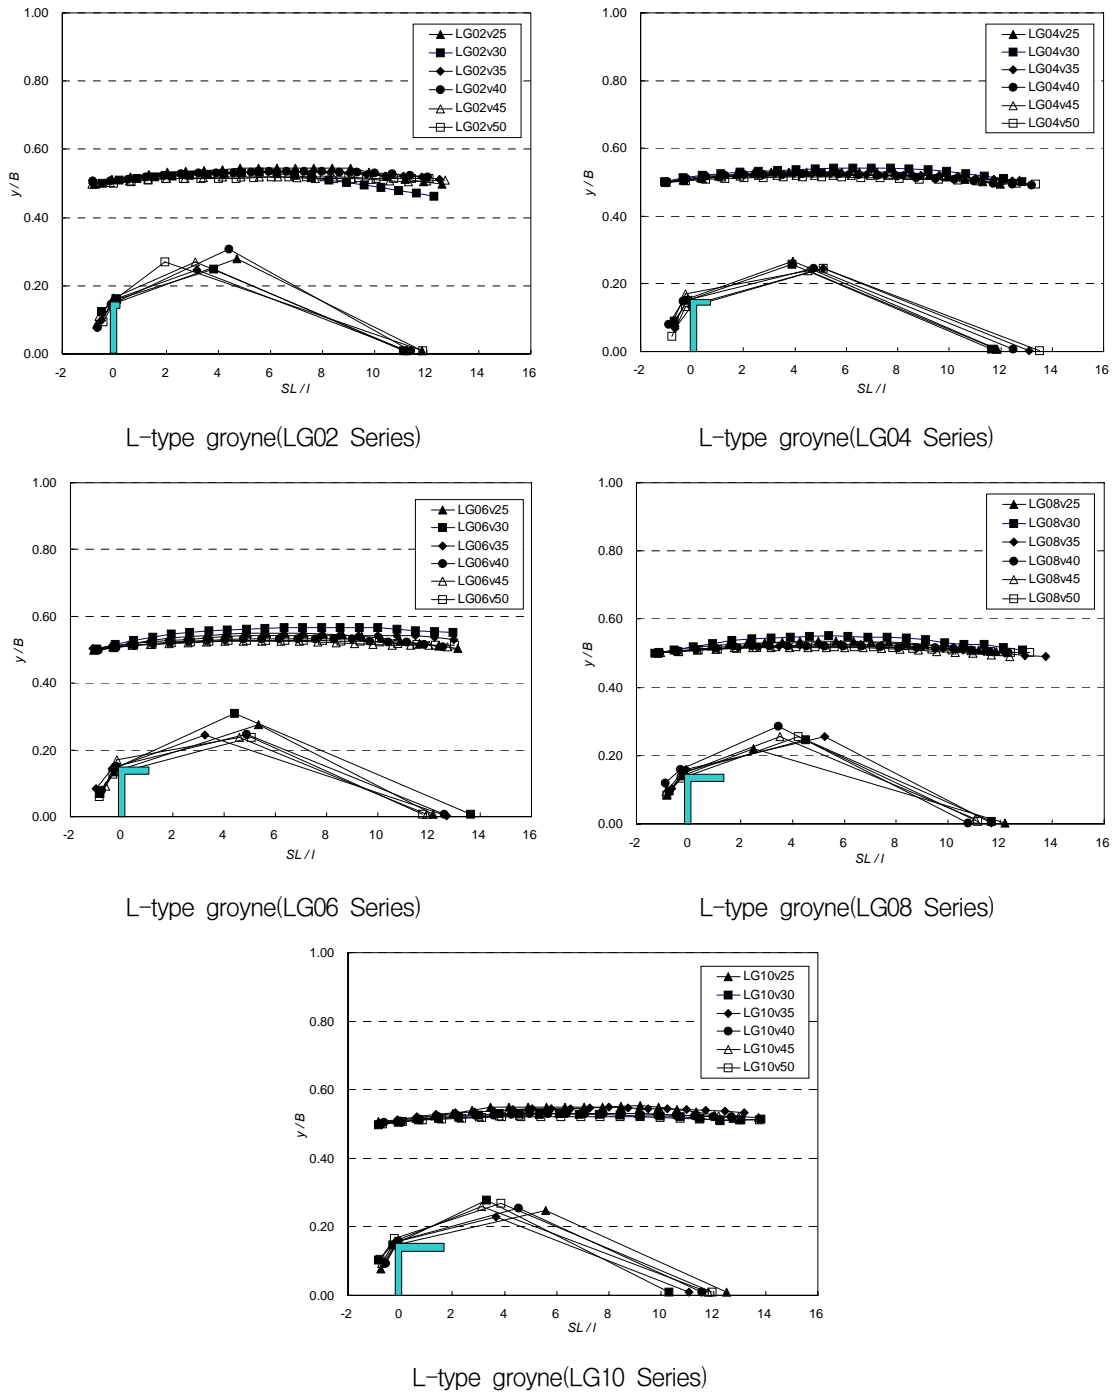 1.00
0.80
0.60
0.40
0.20
0.00
y / B
-2 0 2 4 6 8 10 12 14 16
SL / l
LG02v25
LG02v30
LG02v35
LG02v40
LG02v45
LG02v50
L-type groyne(LG02 Series)
1.00
0.80
0.60
0.40
0.20
0.00
y / B
-2 0 2 4 6 8 10 12 14 16
SL / l
LG04v25
LG04v30
LG04v35
LG04v40
LG04v45
LG04v50
L-type groyne(LG04 Series)
1.00
0.80
0.60
0.40
0.20
0.00
y / B
-2 0 2 4 6 8 10 12 14 16
SL / l
LG06v25
LG06v30
LG06v35
LG06v40
LG06v45
LG06v50
L-type groyne(LG06 Series)
1.00
0.80
0.60
0.40
0.20
0.00
y / B
-2 0 2 4 6 8 10 12 14 16
SL / l
LG08v25
LG08v30
LG08v35
LG08v40
LG08v45
LG08v50
L-type groyne(LG08 Series)
1.00
0.80
0.60
0.40
0.20
0.00
y / B
-2 0 2 4 6 8 10 12 14 16
SL / l
LG10v25
LG10v30
LG10v35
LG10v40
LG10v45
LG10v50
L-type groyne(LG10 Series)